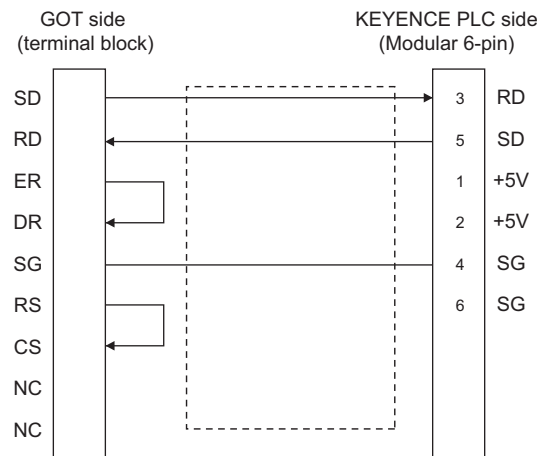 GOT side
(terminal block)
KEYENCE PLC side
(Modular 6-pin)
SD
3
RD
RD
5
SD
ER
1
+5V
DR
2
+5V
SG
4
SG
RS
6
SG
CS
NC
NC